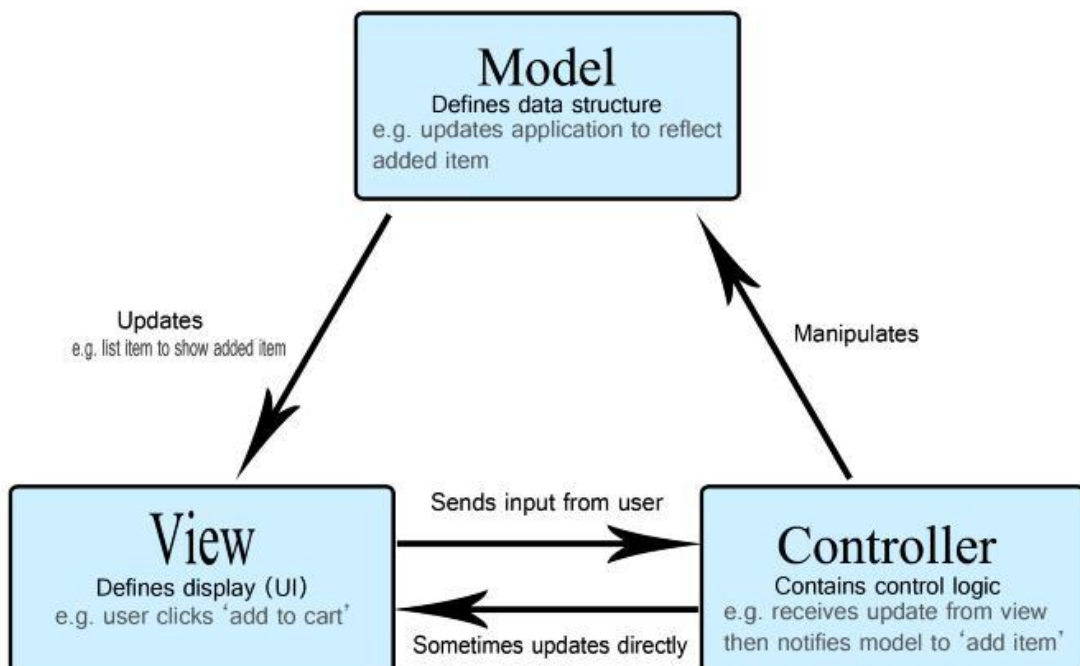 Model
Defines data structure
e.g. updates application to reflect
added item
Updates
e.g. list item to show added item
Manipulates
View
Defines display (UI)
e.g. user clicks ‘add to cart’
Sends input from user
Sometimes updates directly
Controller
Contains control logic
e.g. receives update from view
then notifies model to ‘add item’